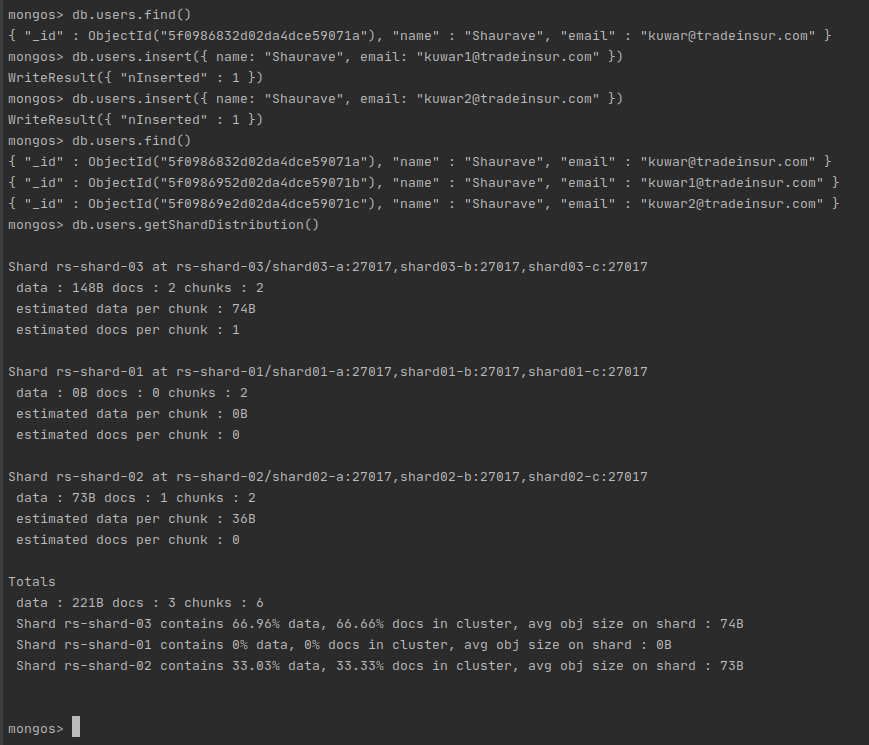 mongos> db.users.find()
{ "_id" : ObjectId("5f0986832d02da4dce59071a"), "name" : "Shaurave", "email" : "kuwar@tradeinsur.com" }
mongos> db.users.insert({ name: "Shaurave", email: "kuwar1@tradeinsur.com" })
WriteResult({ "nInserted" : 1 })
mongos> db.users.insert({ name: "Shaurave", email: "kuwar2@tradeinsur.com" })
WriteResult({ "nInserted" : 1 })
mongos> db.users.find()
{ "_id" : ObjectId("5f0986832d02da4dce59071a"), "name" : "Shaurave", "email" : "kuwar@tradeinsur.com" }
{ "_id" : ObjectId("5f0986952d02da4dce59071b"), "name" : "Shaurave", "email" : "kuwar1@tradeinsur.com" }
{ "_id" : ObjectId("5f09869e2d02da4dce59071c"), "name" : "Shaurave", "email" : "kuwar2@tradeinsur.com" }
mongos> db.users.getShardDistribution()
Shard rs-shard-03 at rs-shard-03/shard03-a:27017,shard03-b:27017,shard03-c:27017
data : 148B docs : 2 chunks : 2
estimated data per chunk : 74B
estimated docs per chunk : 1
Shard rs-shard-01 at rs-shard-01/shard01-a:27017,shard01-b:27017,shard01-c:27017
data : 0B docs : 0 chunks : 2
estimated data per chunk : 0B
estimated docs per chunk : 0
Shard rs-shard-02 at rs-shard-02/shard02-a:27017,shard02-b:27017,shard02-c:27017
data : 73B docs : 1 chunks : 2
estimated data per chunk : 36B
estimated docs per chunk : 0
Totals
data : 221B docs : 3 chunks : 6
Shard rs-shard-03 contains 66.96% data, 66.66% docs in cluster, avg obj size on shard : 74B
Shard rs-shard-01 contains 0% data, 0% docs in cluster, avg obj size on shard : 0B
Shard rs-shard-02 contains 33.03% data, 33.33% docs in cluster, avg obj size on shard : 73B
mongos>